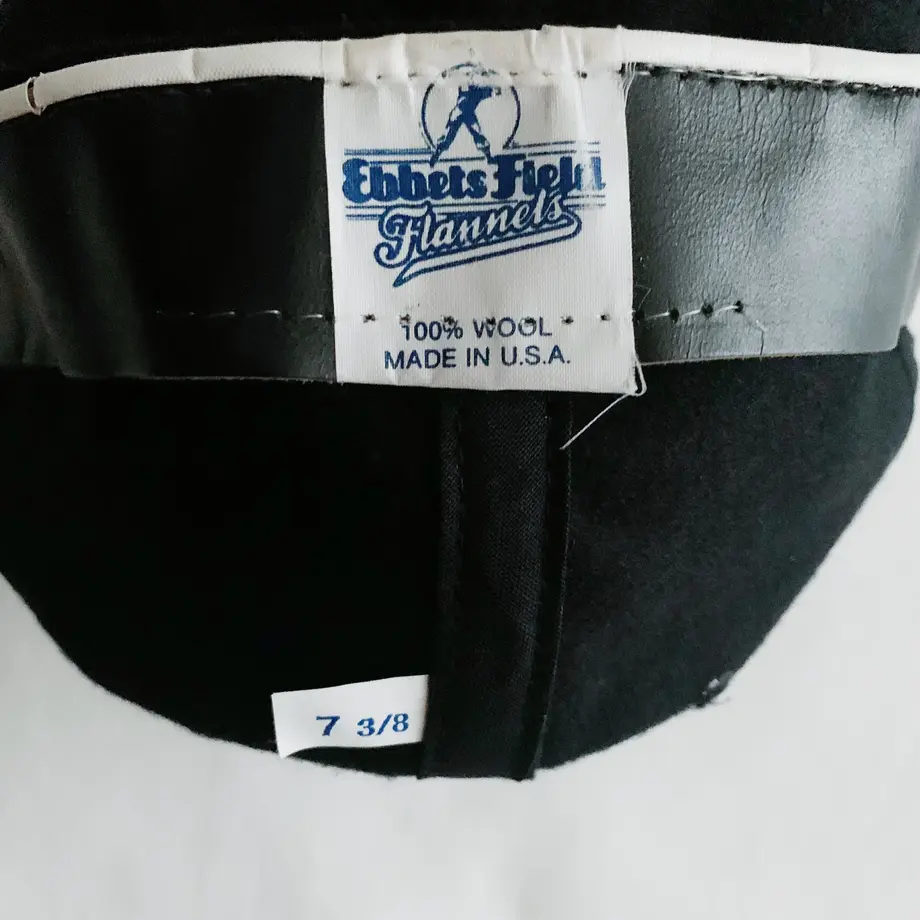 Ebbets Field
Flannels
100% WOOL
MADE IN U.S.A.
7 3/8